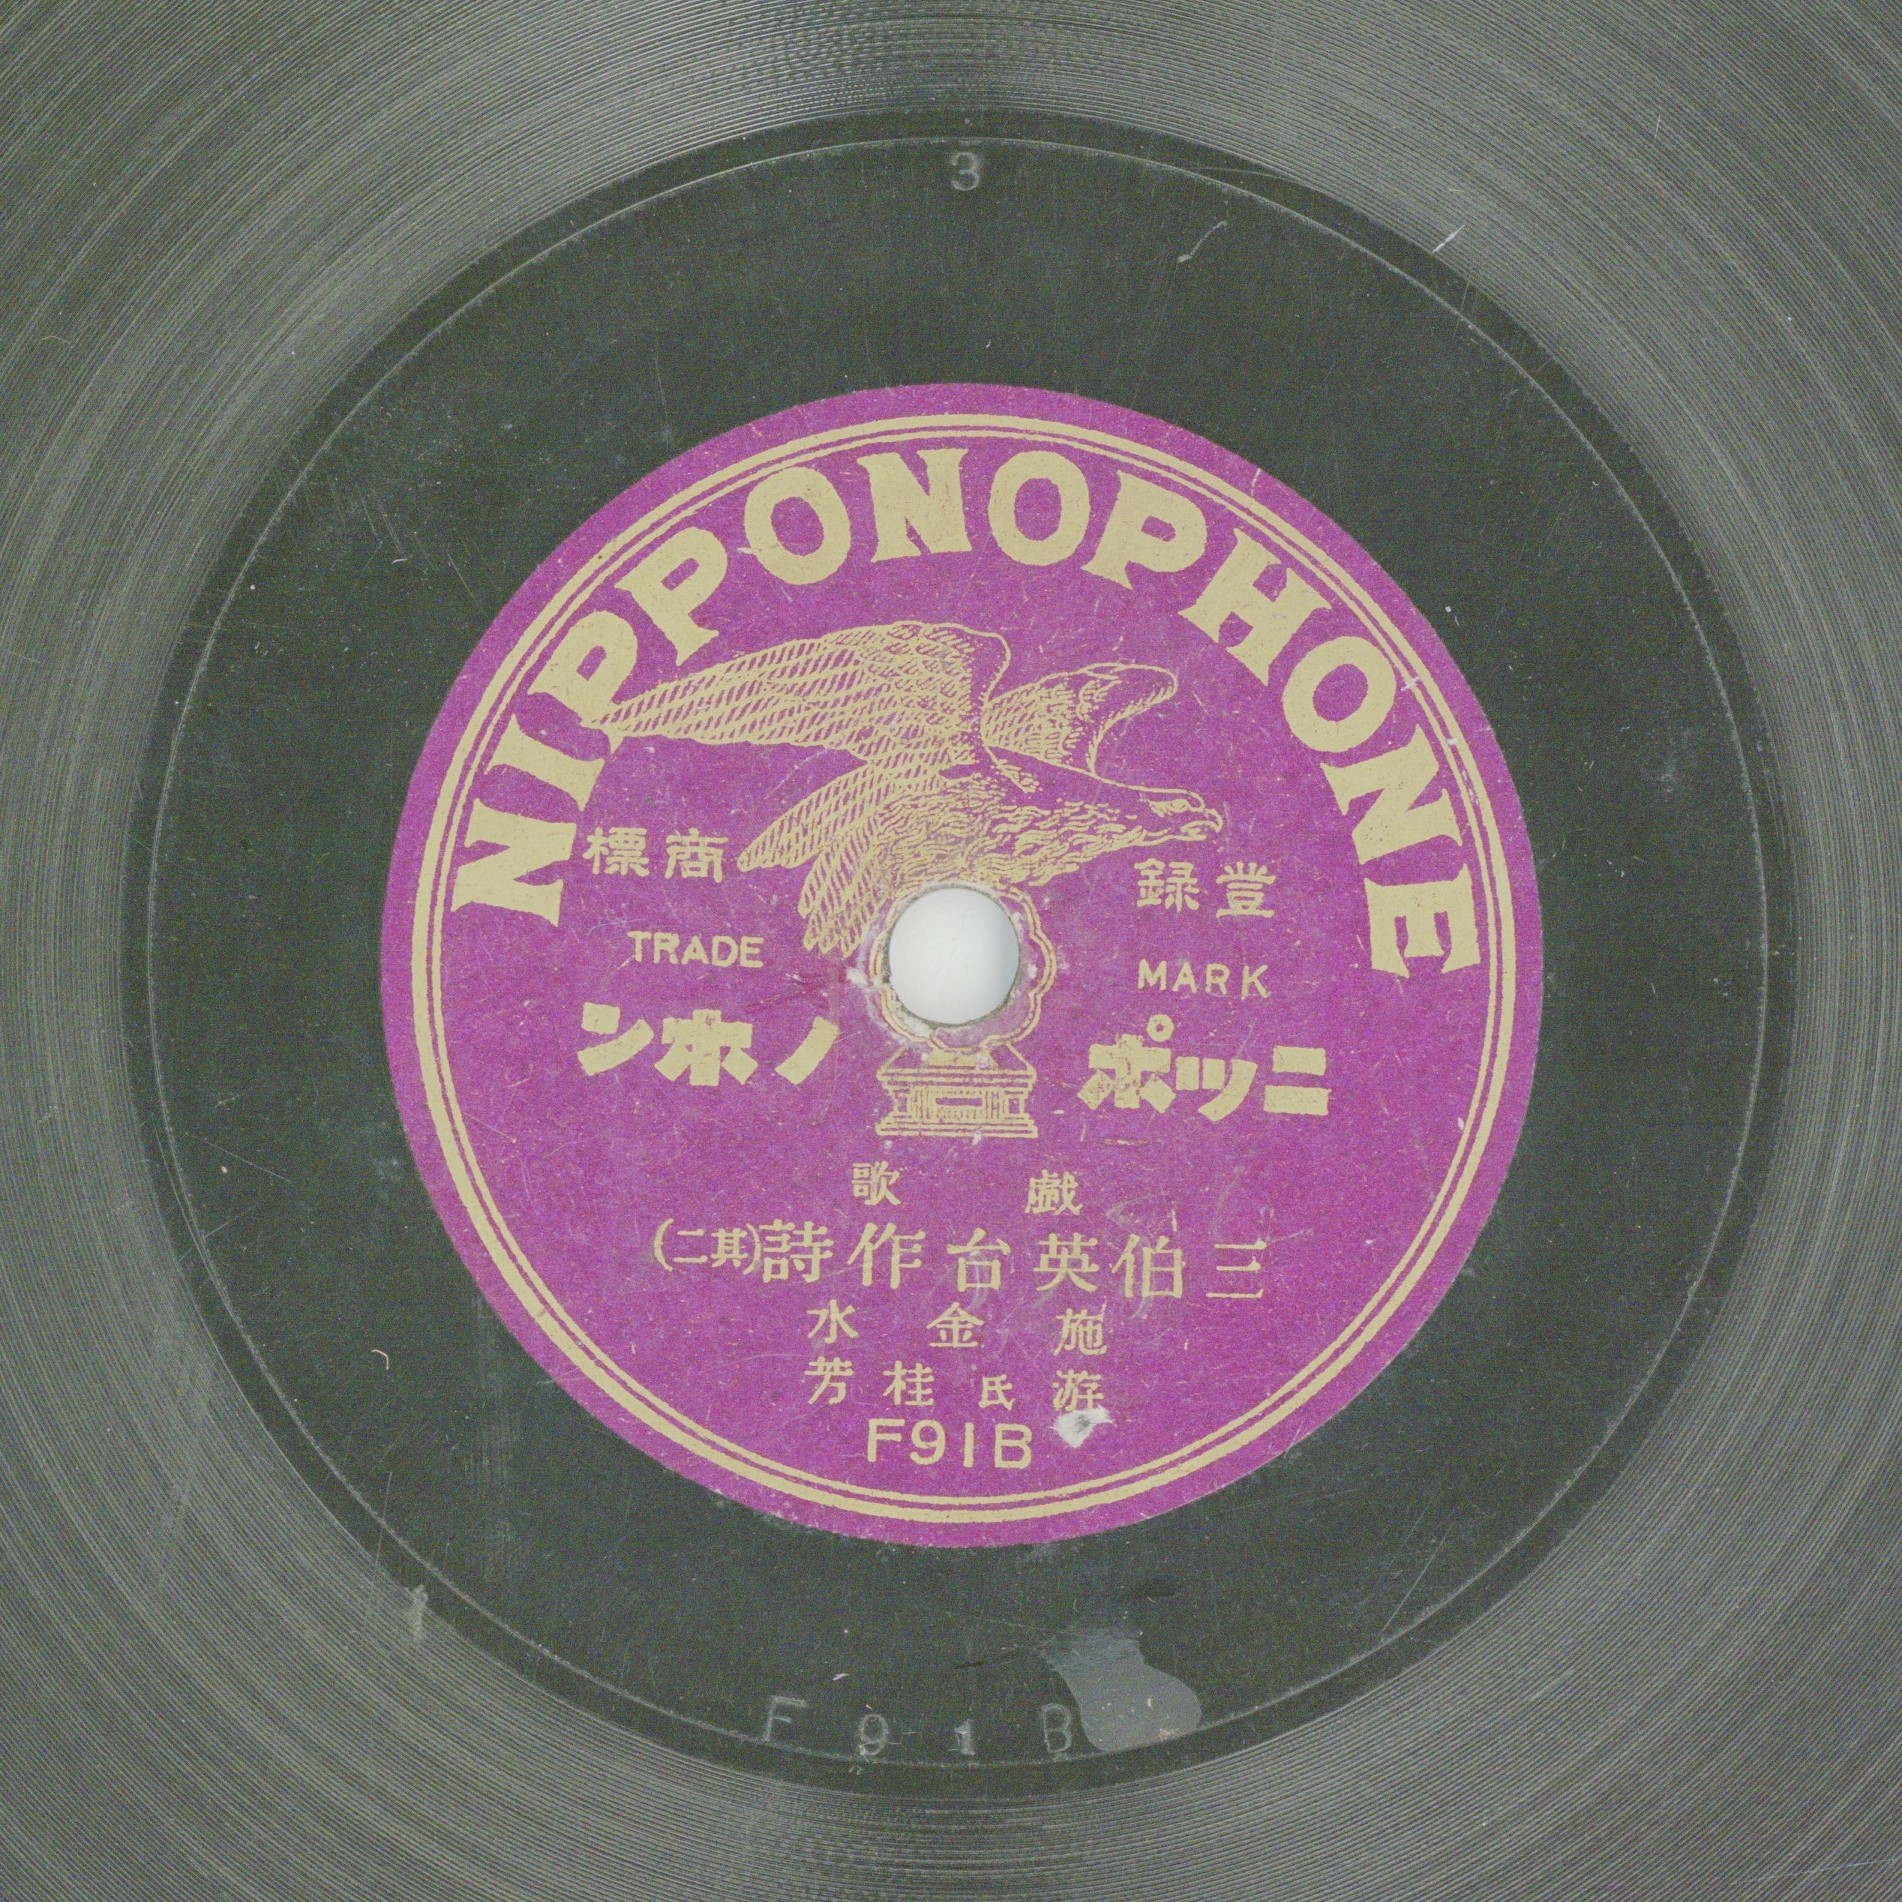 3
NIPPONOPHONE
登録商標
TRADE MARK
ニッポノホン
戯歌
三伯英台作詩(其二)
施金水
游氏桂芳
F91B
F91B